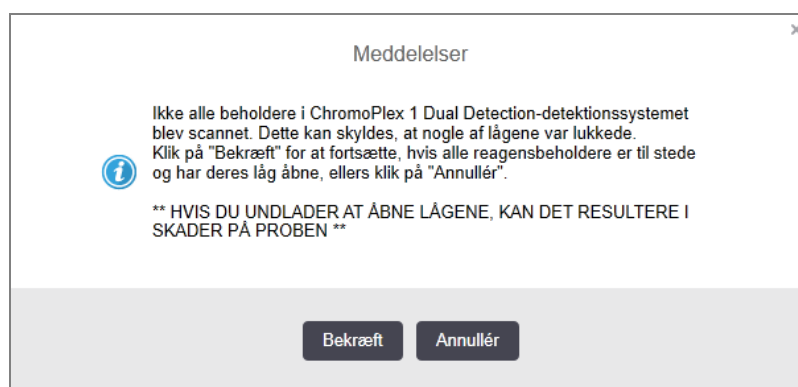 Meddelelser
Ikke alle beholdere i ChromoPlex 1 Dual Detection-detektionssystemet
blev scannet. Dette kan skyldes, at nogle af lågene var lukkede.
Klik på "Bekræft" for at fortsætte, hvis alle reagensbeholdere er til stede
og har deres låg åbne, ellers klik på "Annullér".
** HVIS DU UNDLADER AT ÅBNE LÅGENE, KAN DET RESULTERE I
SKADER PÅ PROBEN **
Bekræft
Annullér